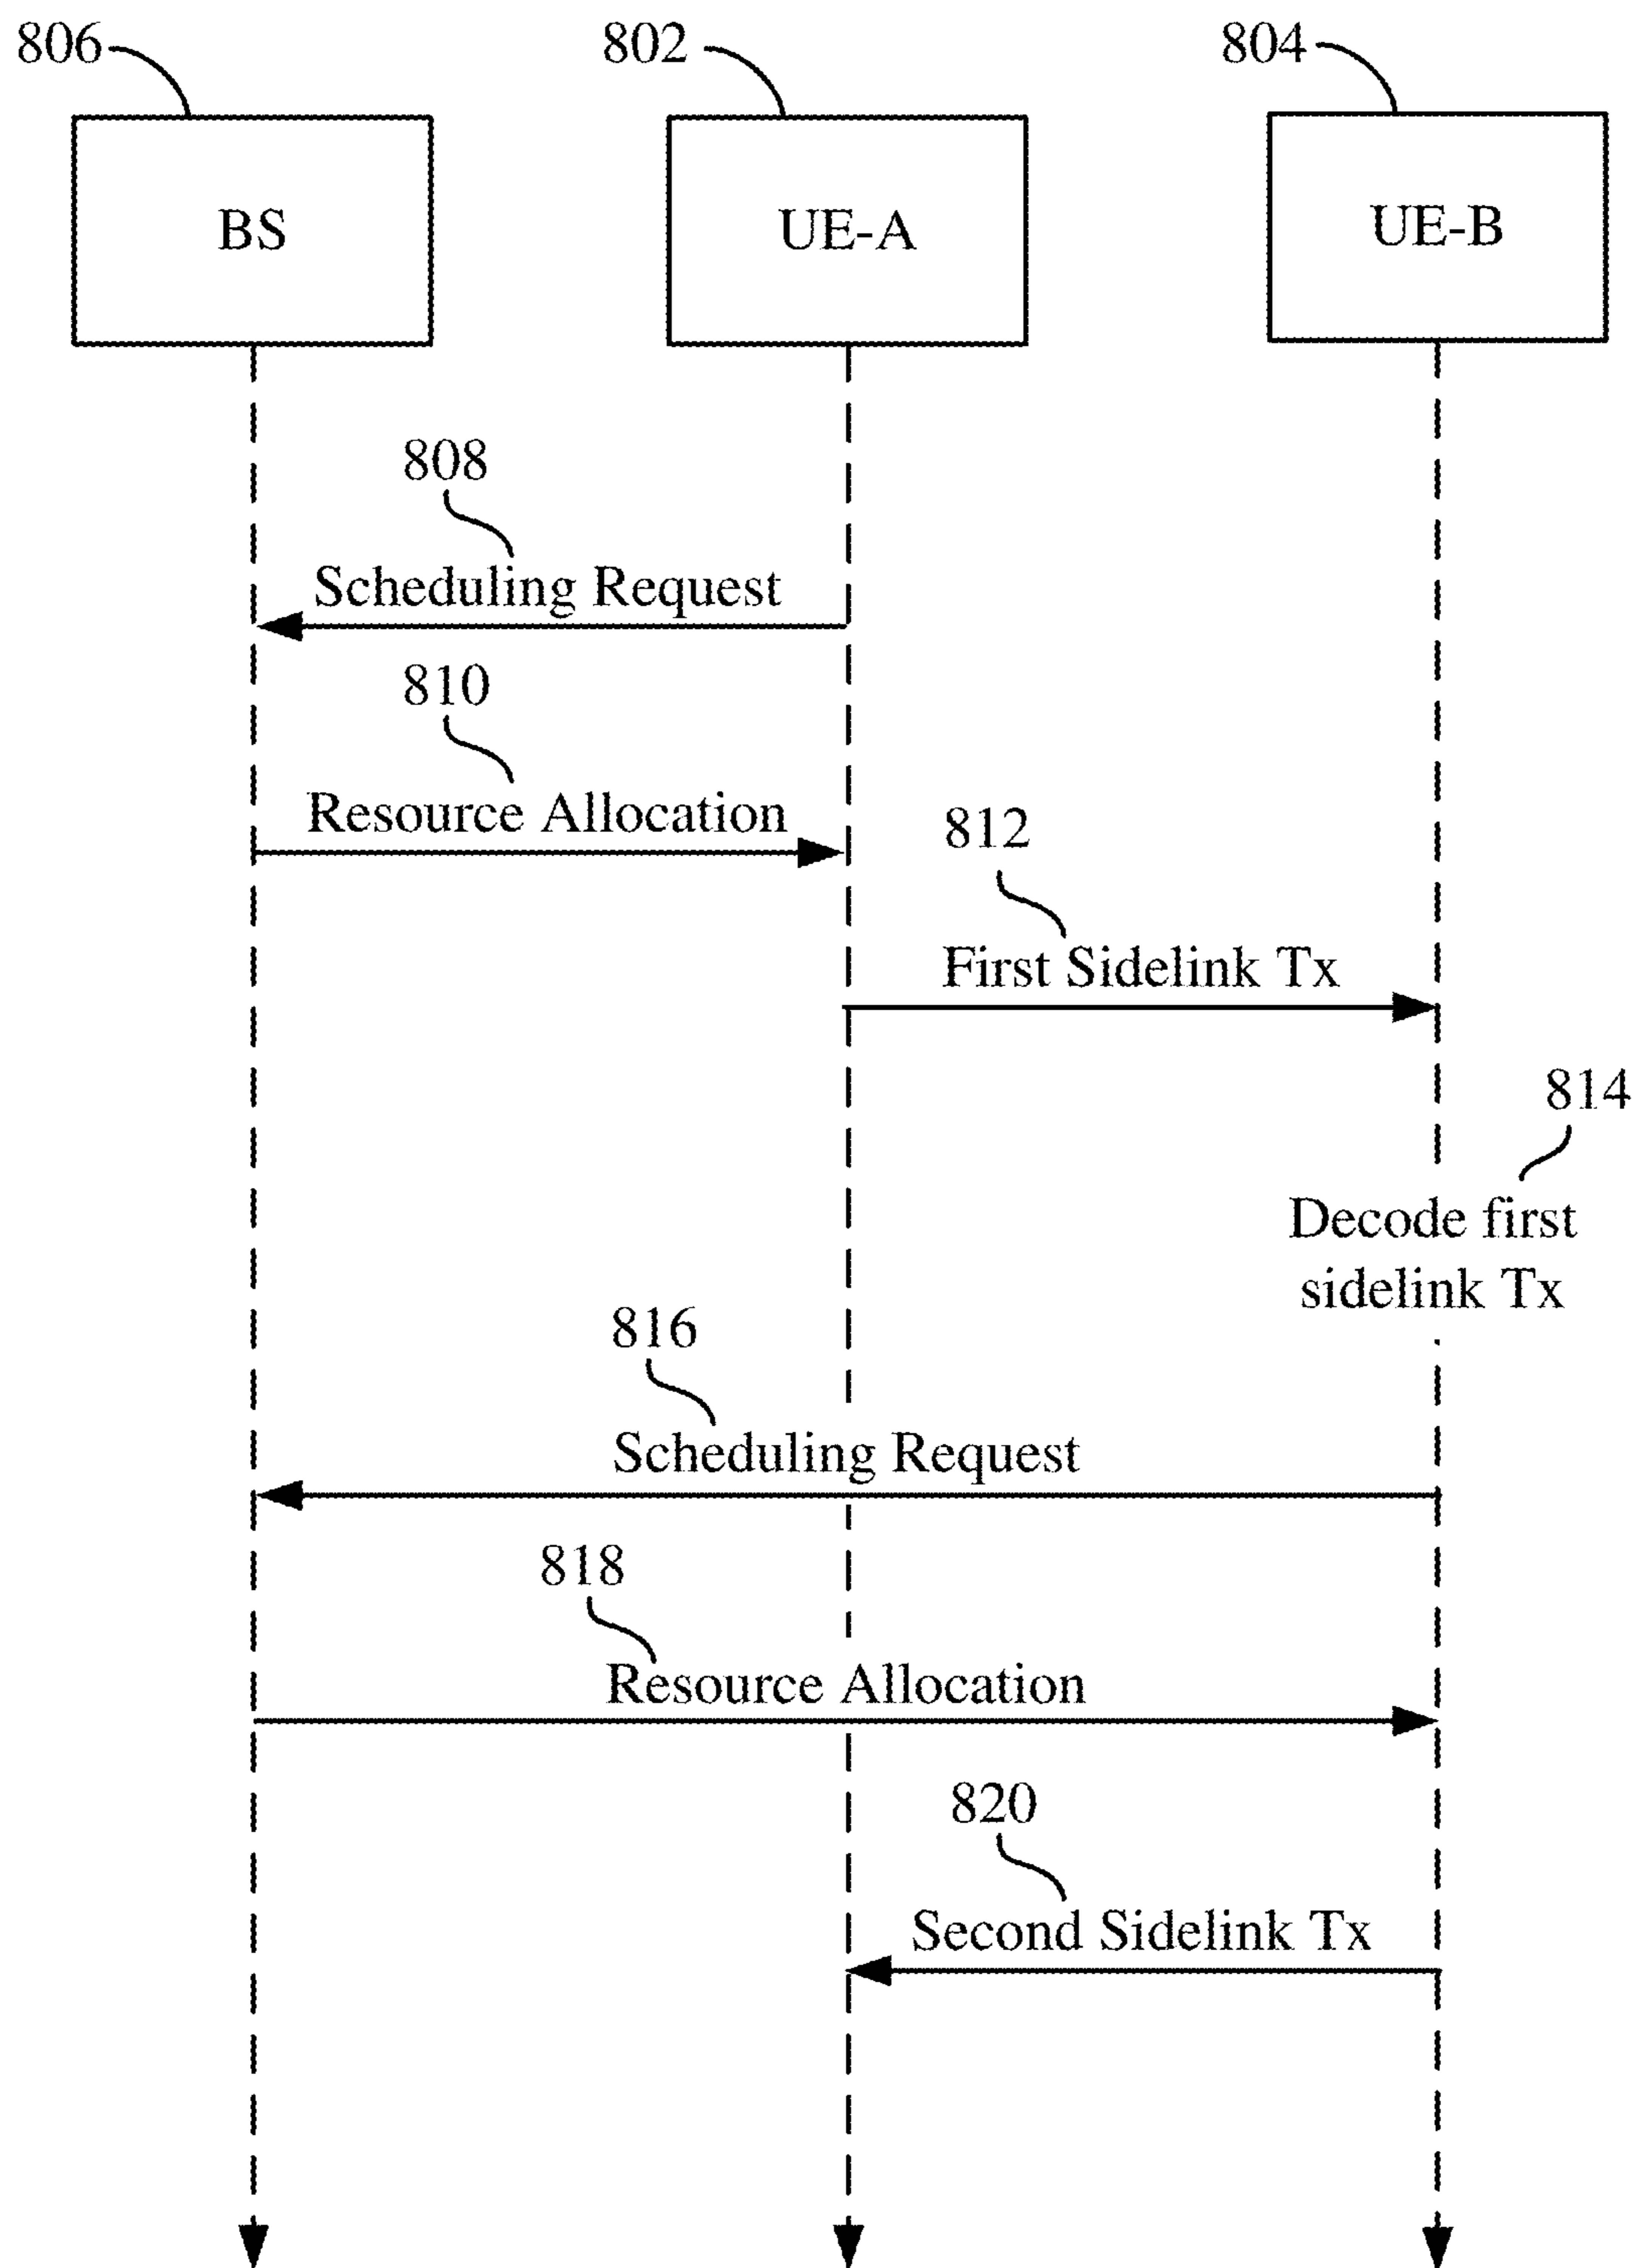 806
802
804
BS
UE-A
UE-B
808
Scheduling Request
810
Resource Allocation
812
First Sidelink Tx
814
Decode first
sidelink Tx
816
Scheduling Request
818
Resource Allocation
820
Second Sidelink Tx